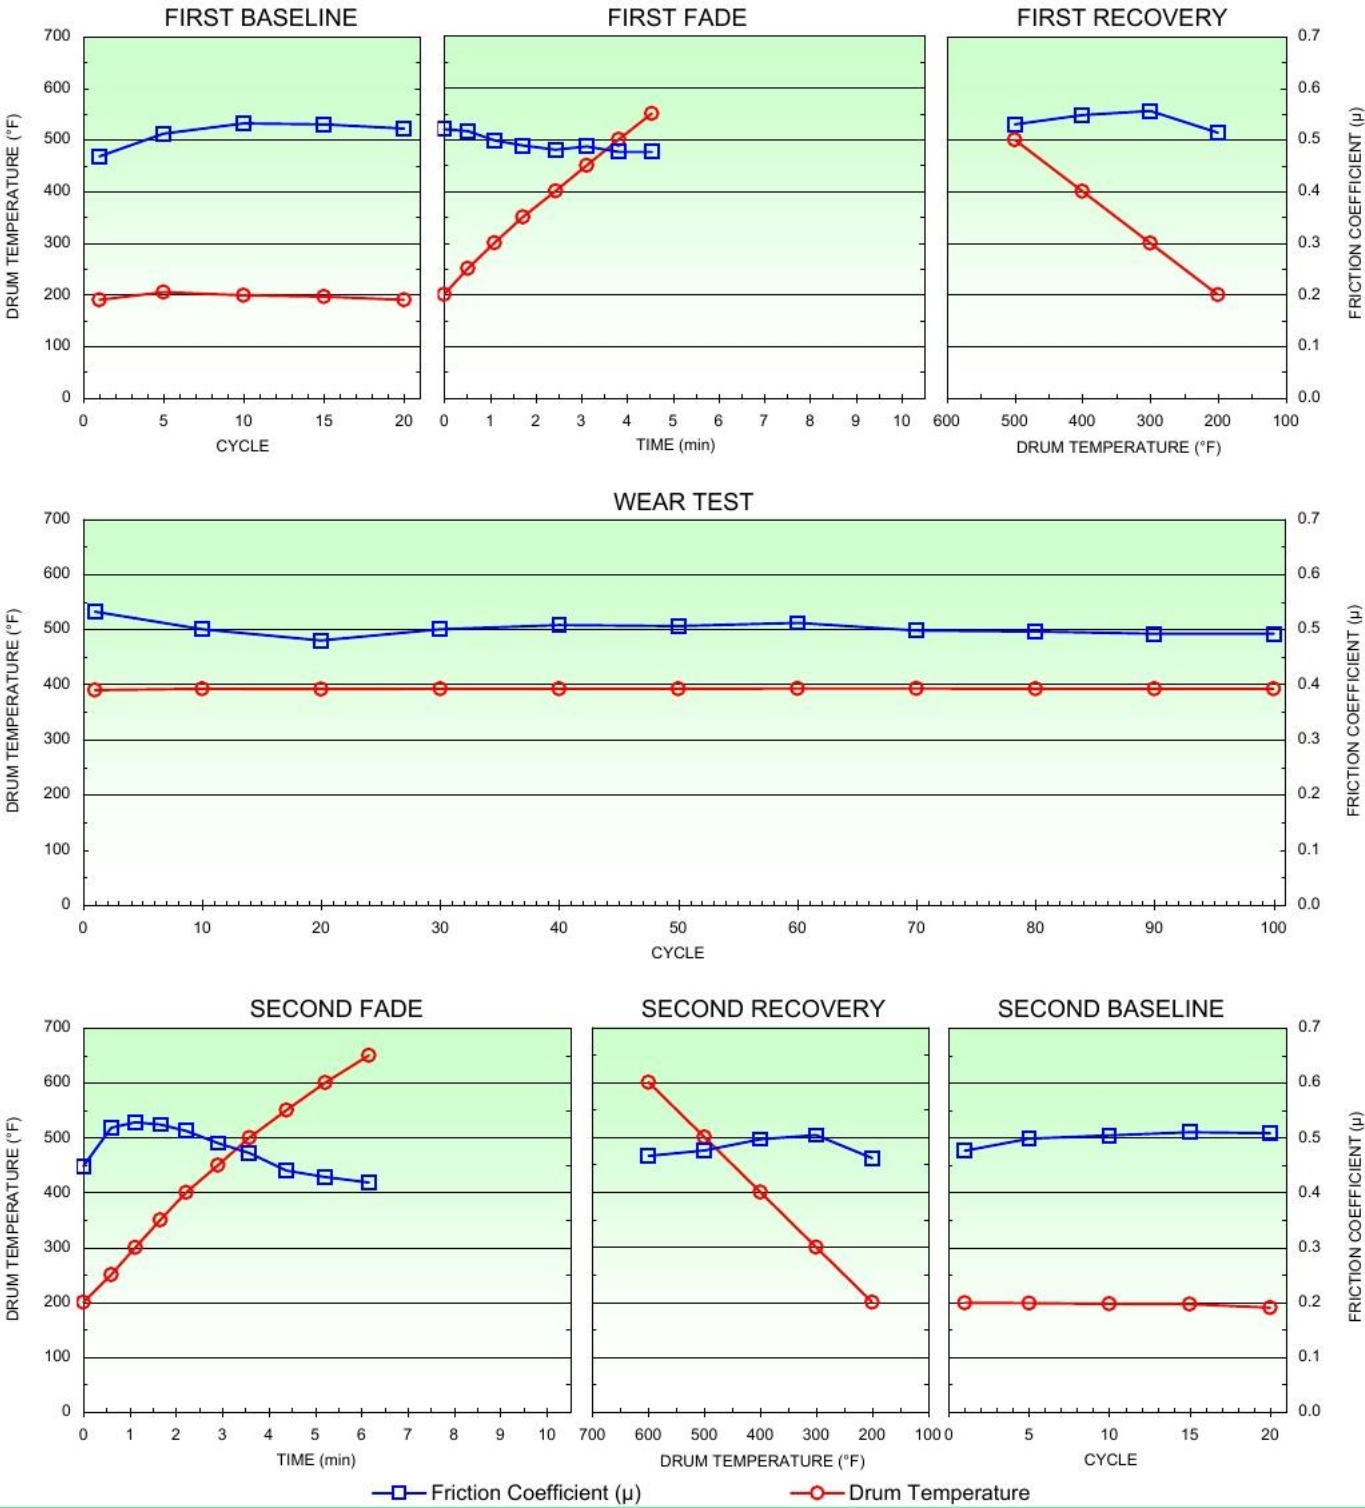 FIRST BASELINE
FIRST FADE
FIRST RECOVERY
DRUM TEMPERATURE (°F)
700
600
500
400
300
200
100
0
0.7
0.6
0.5
0.4
0.3
0.2
0.1
0.0
FRICTION COEFFICIENT (µ)
0 5 10 15 20
CYCLE
0 1 2 3 4 5 6 7 8 9 10
TIME (min)
600 500 400 300 200 100
DRUM TEMPERATURE (°F)
WEAR TEST
DRUM TEMPERATURE (°F)
700
600
500
400
300
200
100
0
0.7
0.6
0.5
0.4
0.3
0.2
0.1
0.0
FRICTION COEFFICIENT (µ)
0 10 20 30 40 50 60 70 80 90 100
CYCLE
SECOND FADE
SECOND RECOVERY
SECOND BASELINE
DRUM TEMPERATURE (°F)
700
600
500
400
300
200
100
0
0.7
0.6
0.5
0.4
0.3
0.2
0.1
0.0
FRICTION COEFFICIENT (µ)
0 1 2 3 4 5 6 7 8 9 10
TIME (min)
700 600 500 400 300 200 100
DRUM TEMPERATURE (°F)
0 5 10 15 20
CYCLE
Friction Coefficient (µ)
Drum Temperature